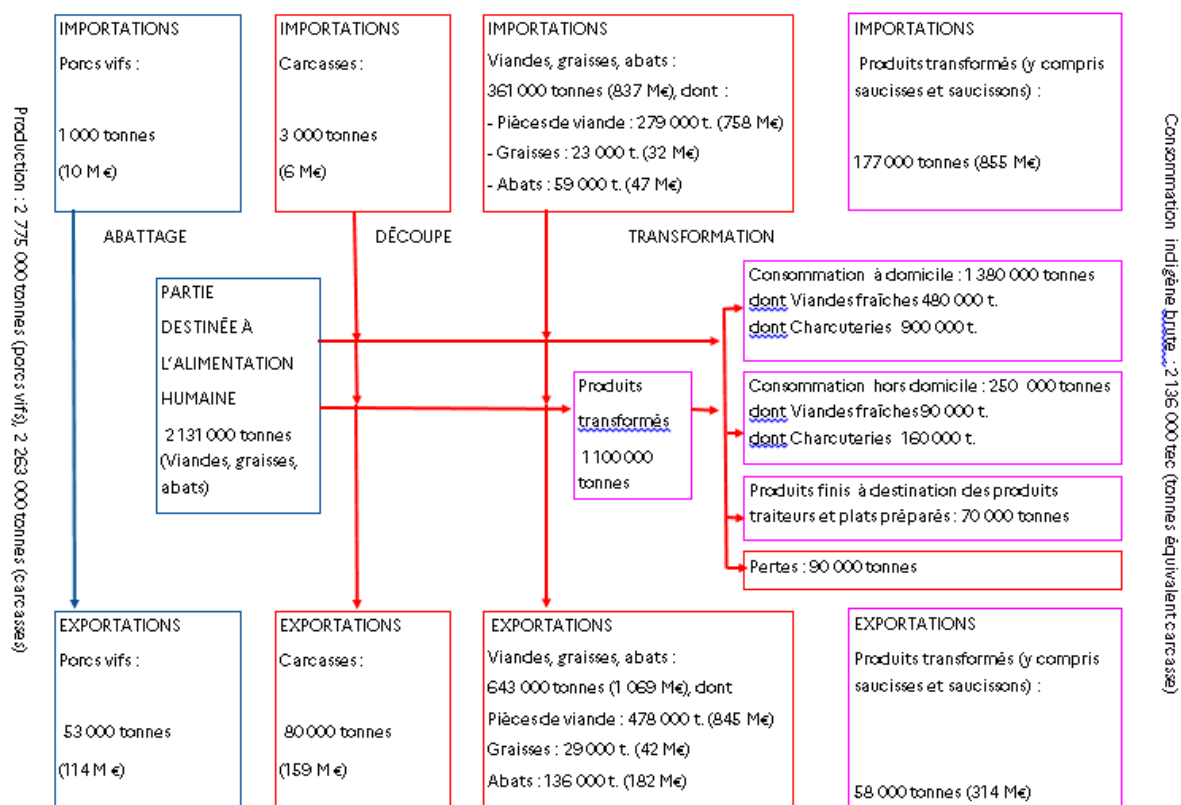 IMPORTATIONS
Porcs vifs :
1 000 tonnes
(10 M €)
IMPORTATIONS
Carcasses :
3 000 tonnes
(6 M€)
IMPORTATIONS
Viandes, graisses, abats :
361 000 tonnes (837 M€), dont :
- Pièces de viande : 279 000 t. (758 M€)
- Graisses : 23 000 t. (32 M€)
- Abats : 59 000 t. (47 M€)
IMPORTATIONS
Produits transformés (y compris
saucisses et saucissons) :
177 000 tonnes (855 M€)
Production : 2 775 000 tonnes (porcs vifs), 2 263 000 tonnes (carcasses)
Consommation indigène brute : 2 136 000 tec (tonnes équivalent carcasse)
ABATTAGE
DÉCOUPE
TRANSFORMATION
PARTIE
DESTINÉE À
L'ALIMENTATION
HUMAINE
2 131 000 tonnes
(Viandes, graisses,
abats)
Produits
transformés
1 100 000
tonnes
Consommation à domicile : 1 380 000 tonnes
dont Viandes fraîches 480 000 t.
dont Charcuteries 900 000 t.
Consommation hors domicile : 250 000 tonnes
dont Viandes fraîches 90 000 t.
dont Charcuteries 160 000 t.
Produits finis à destination des produits
traiteurs et plats préparés : 70 000 tonnes
Pertes : 90 000 tonnes
EXPORTATIONS
Porcs vifs :
53 000 tonnes
(114 M €)
EXPORTATIONS
Carcasses :
80 000 tonnes
(159 M€)
EXPORTATIONS
Viandes, graisses, abats :
643 000 tonnes (1 069 M€), dont
Pièces de viande : 478 000 t. (845 M€)
Graisses : 29 000 t. (42 M€)
Abats : 136 000 t. (182 M€)
EXPORTATIONS
Produits transformés (y compris
saucisses et saucissons) :
58 000 tonnes (314 M€)